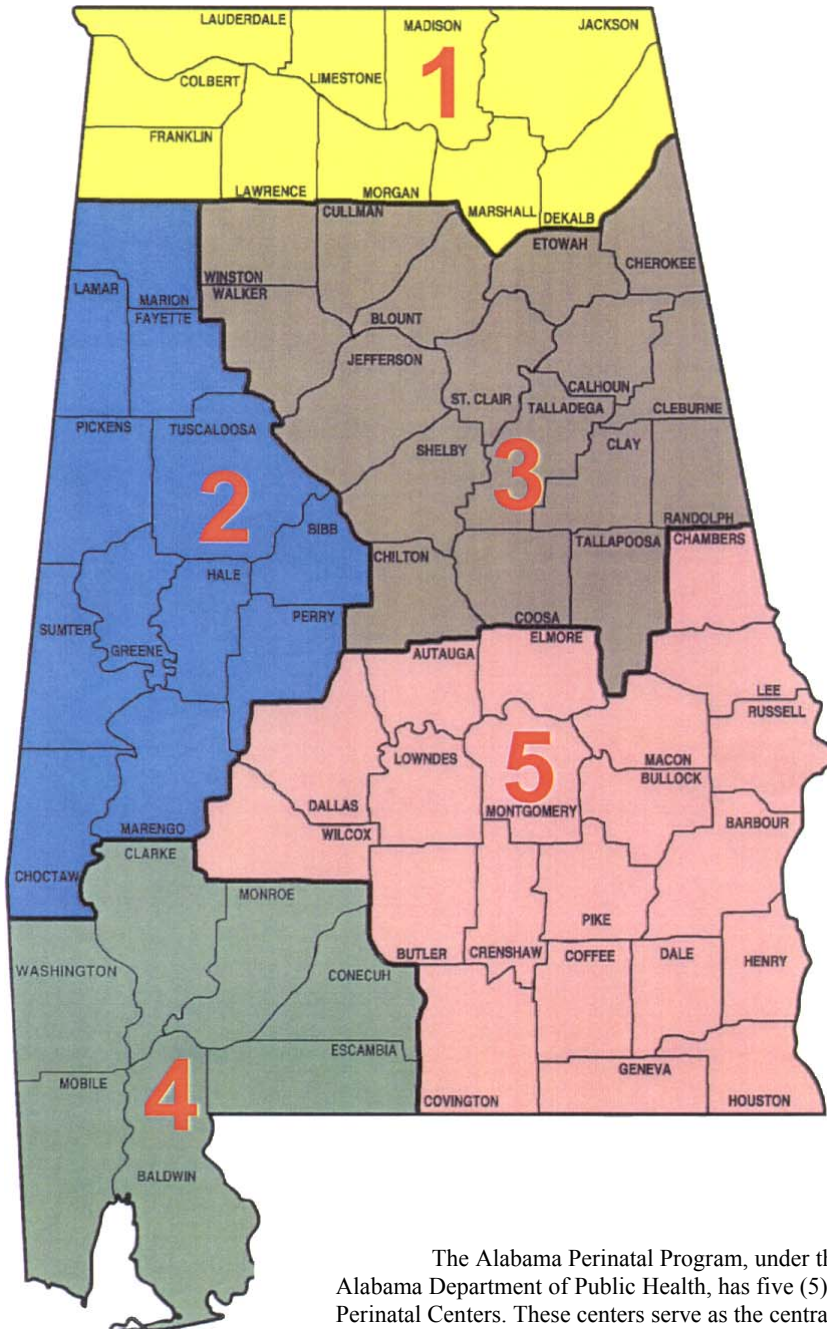 LAUDERDALE
MADISON
JACKSON
LIMESTONE
COLBERT
1
FRANKLIN
LAWRENCE
MORGAN
MARSHALL
DEKALB
CULLMAN
ETOWAH
CHEROKEE
WINSTON
WALKER
LAMAR
MARION
FAYETTE
BLOUNT
JEFFERSON
ST. CLAIR
CALHOUN
TALLADEGA
CLEBURNE
PICKENS
TUSCALOOSA
SHELBY
CLAY
2
3
BIBB
RANDOLPH
CHILTON
TALLAPOOSA
CHAMBERS
HALE
COOSA
PERRY
SUMTER
GREENE
ELMORE
AUTAUGA
LEE
RUSSELL
LOWNDES
5
MACON
BULLOCK
DALLAS
MONTGOMERY
BARBOUR
WILCOX
MARENGO
CLARKE
CHOCTAW
MONROE
PIKE
BUTLER
CRENSHAW
COFFEE
DALE
HENRY
WASHINGTON
CONECUH
ESCAMBIA
MOBILE
4
GENEVA
COVINGTON
HOUSTON
BALDWIN
The Alabama Perinatal Program, under th
Alabama Department of Public Health, has five (5)
Perinatal Centers. These centers serve as the centra